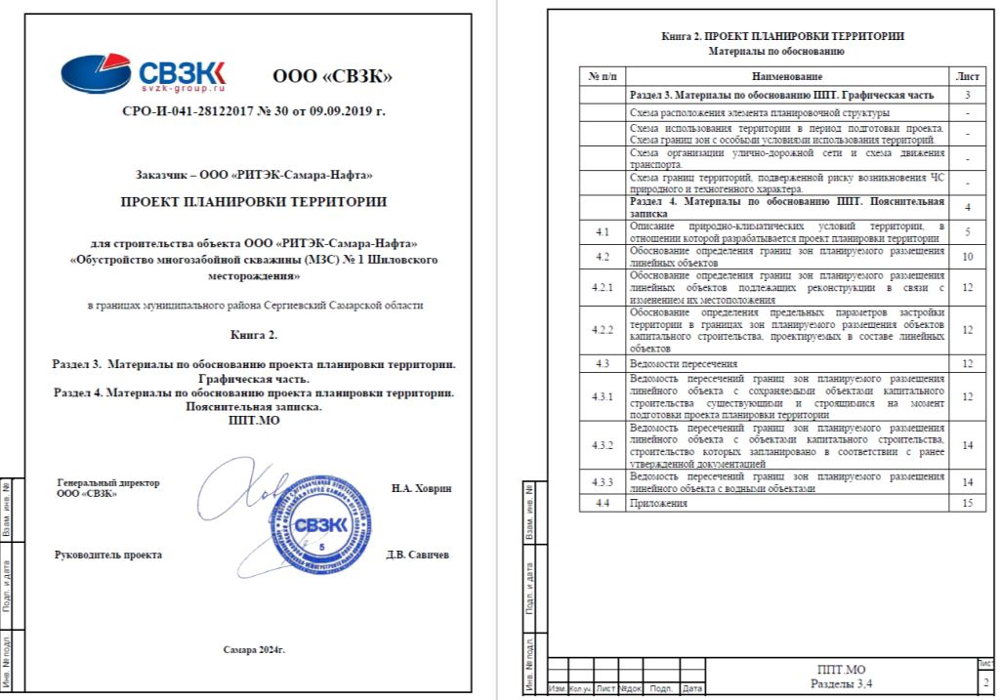 СВЗК
svzk-group.ru
ООО «СВЗК»
СРО-И-041-28122017 № 30 от 09.09.2019 г.
Заказчик – ООО «РИТЭК-Самара-Нафта»
ПРОЕКТ ПЛАНИРОВКИ ТЕРРИТОРИИ
для строительства объекта ООО «РИТЭК-Самара-Нафта»
«Обустройство многозабойной скважины (МЗС) № 1 Шиловского
месторождения»
в границах муниципального района Сергиевский Самарской области
Книга 2.
Раздел 3. Материалы по обоснованию проекта планировки территории.
Графическая часть.
Раздел 4. Материалы по обоснованию проекта планировки территории.
Пояснительная записка.
ППТ.МО
Генеральный директор
ООО «СВЗК»
Н.А. Ховрин
СВЗК
5
Руководитель проекта
Д.В. Савичев
Самара 2024г.
Взам. инв. №
Подп. и дата
Инв. № подл.
Книга 2. ПРОЕКТ ПЛАНИРОВКИ ТЕРРИТОРИИ
Материалы по обоснованию
№ п/п Наименование Лист
Раздел 3. Материалы по обоснованию ППТ. Графическая часть 3
Схема расположения элемента планировочной структуры -
Схема использования территории в период подготовки проекта.
Схема границ зон с особыми условиями использования территорий. -
Схема организации улично-дорожной сети и схема движения
транспорта. -
Схема границ территорий, подверженной риску возникновения ЧС
природного и техногенного характера. -
Раздел 4. Материалы по обоснованию ППТ. Пояснительная
записка 4
4.1 Описание природно-климатических условий территории, в
отношении которой разрабатывается проект планировки территории 5
4.2 Обоснование определения границ зон планируемого размещения
линейных объектов 10
4.2.1 Обоснование определения границ зон планируемого размещения
линейных объектов подлежащих реконструкции в связи с
изменением их местоположения 12
4.2.2 Обоснование определения предельных параметров застройки
территории в границах зон планируемого размещения объектов
капитального строительства, проектируемых в составе линейных
объектов 12
4.3 Ведомости пересечения 12
4.3.1 Ведомость пересечений границ зон планируемого размещения
линейного объекта с сохраняемыми объектами капитального
строительства существующими и строящимися на момент
подготовки проекта планировки территории 12
4.3.2 Ведомость пересечений границ зон планируемого размещения
линейного объекта с объектами капитального строительства,
строительство которых запланировано в соответствии с ранее
утвержденной документацией 14
4.3.3 Ведомость пересечений границ зон планируемого размещения
линейного объекта с водными объектами 14
4.4 Приложения 15
Взам. инв. №
Подп. и дата
Инв. № подл.
Изм. Кол.уч. Лист №док Подп. Дата
ППТ.МО
Разделы 3,4
Лист
2